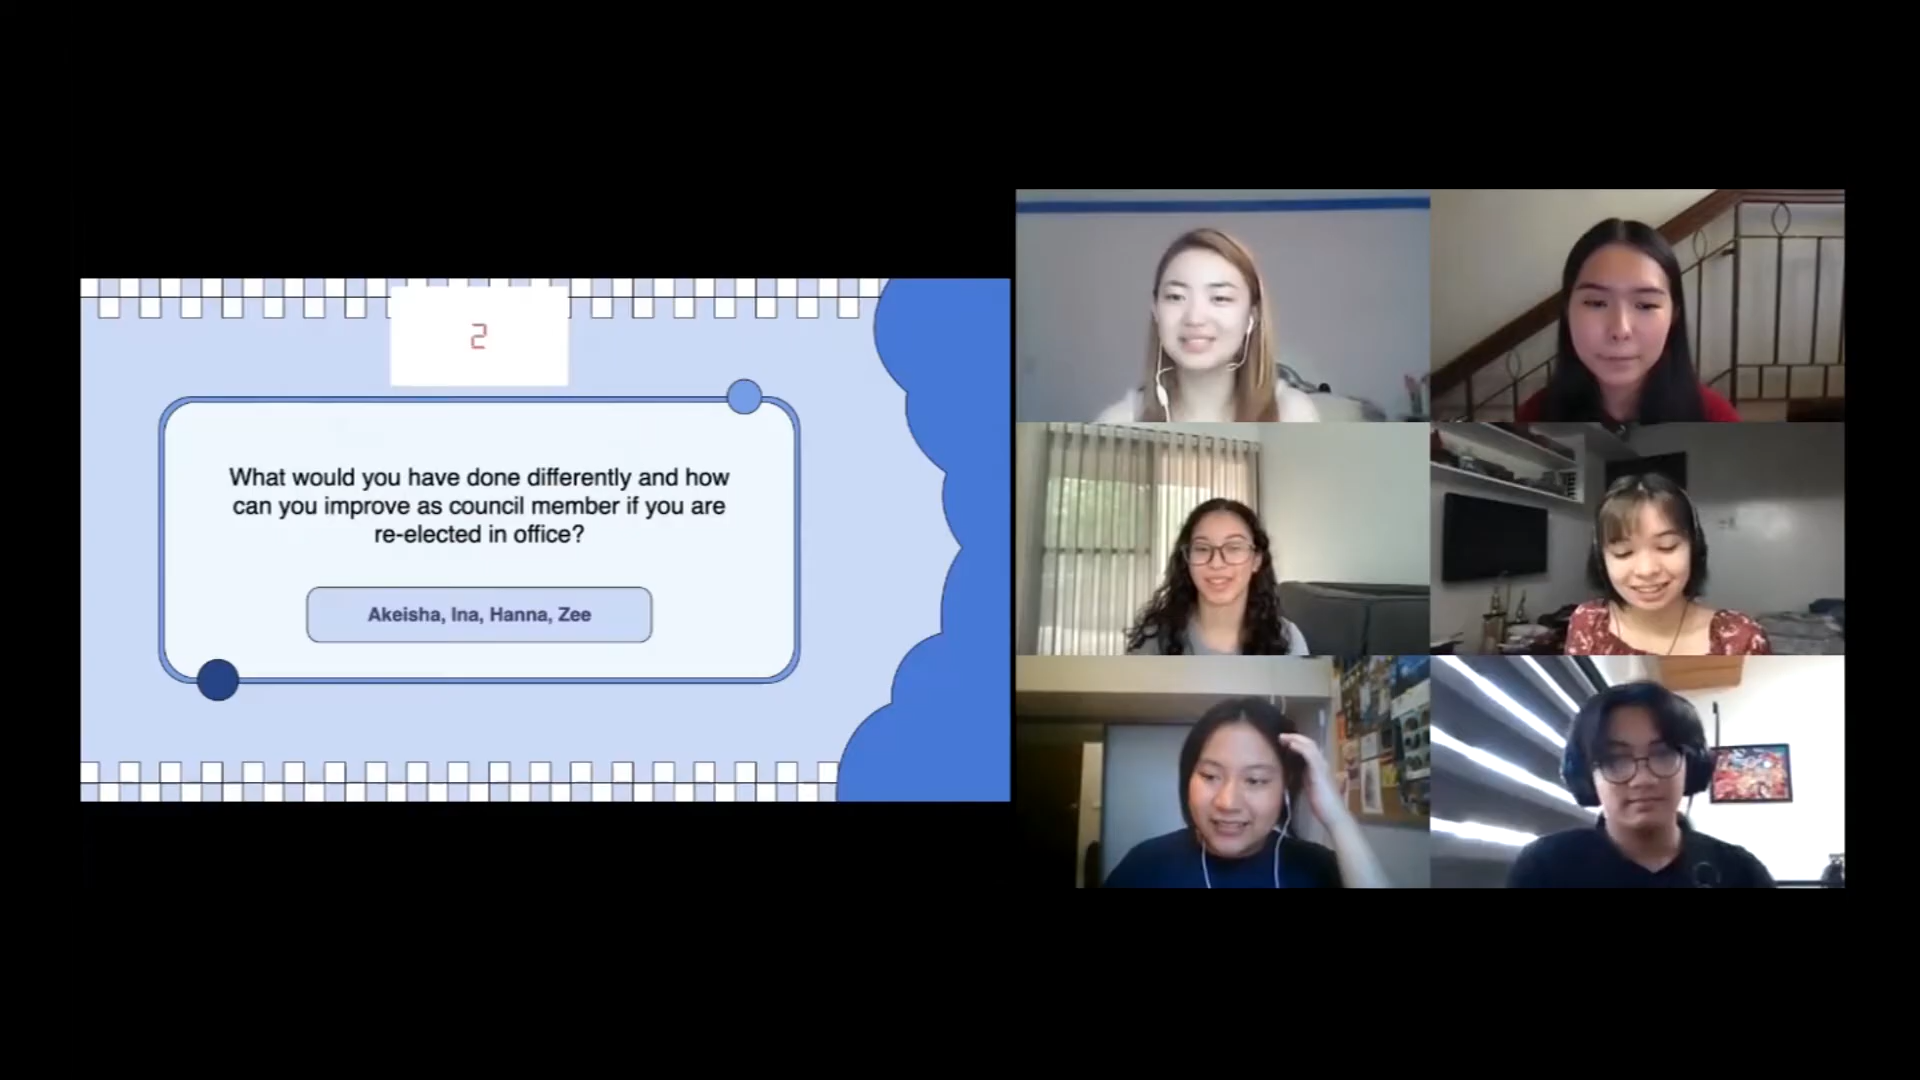 2
What would you have done differently and how
can you improve as council member if you are
re-elected in office?
Akeisha, Ina, Hanna, Zee